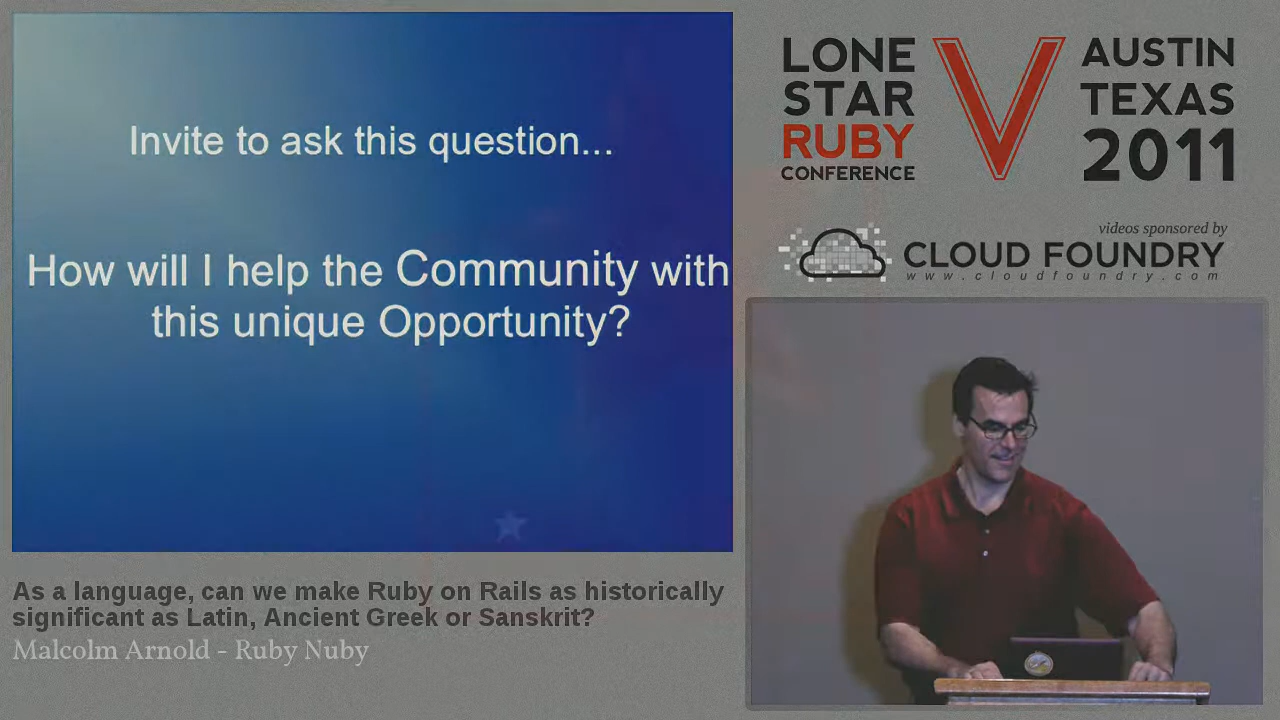 Invite to ask this question...
How will I help the Community with
this unique Opportunity?
LONE
STAR
RUBY
CONFERENCE
V
AUSTIN
TEXAS
2011
videos sponsored by
CLOUD FOUNDRY
www.cloudfoundry.com
As a language, can we make Ruby on Rails as historically
significant as Latin, Ancient Greek or Sanskrit?
Malcolm Arnold - Ruby Nuby